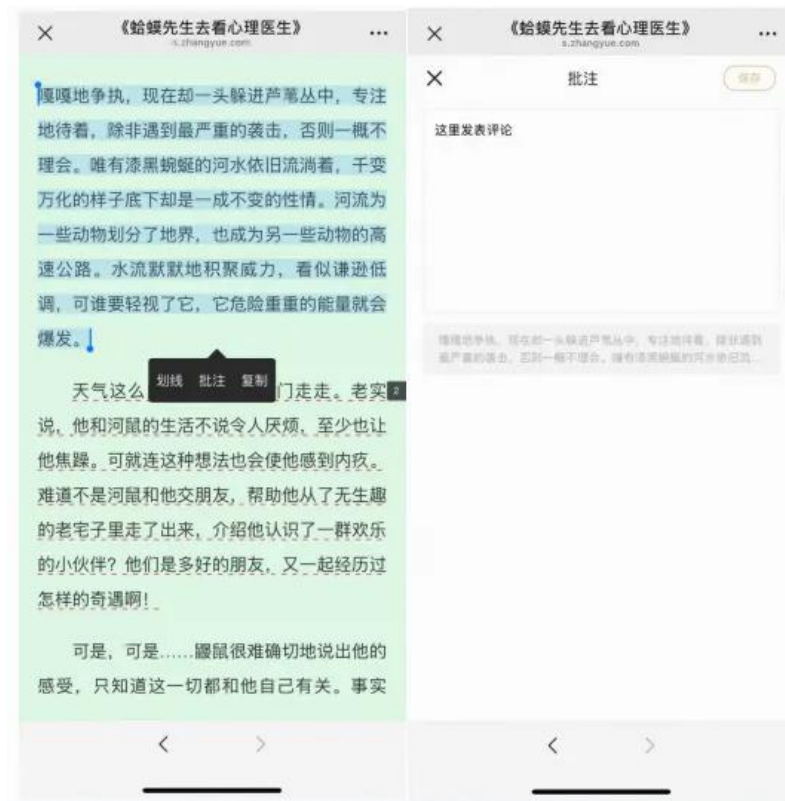 《蛤蟆先生去看心理医生》
s.zhangyue.com
嘎嘎地争执，现在却一头躲进芦苇丛中，专注
地待着，除非遇到最严重的袭击，否则一概不
理会。唯有漆黑蜿蜒的河水依旧流淌着，千变
万化的样子底下却是一成不变的性情。河流为
一些动物划分了地界，也成为另一些动物的高
速公路。水流默默地积聚威力，看似谦逊低
调，可谁要轻视了它，它危险重重的能量就会
爆发。
划线 批注 复制
天气这么 门走走。老实
2
说，他和河鼠的生活不说令人厌烦，至少也让
他焦躁。可就连这种想法也会使他感到内疚。
难道不是河鼠和他交朋友，帮助他从了无生趣
的老宅子里走了出来，介绍他认识了一群欢乐
的小伙伴？他们是多好的朋友，又一起经历过
怎样的奇遇啊！
可是，可是……鼹鼠很难确切地说出他的
感受，只知道这一切都和他自己有关。事实
《蛤蟆先生去看心理医生》
s.zhangyue.com
批注
保存
这里发表评论
嘎嘎地争执，现在却一头躲进芦苇丛中，专注地待着，除非遇到
最严重的袭击，否则一概不理会。唯有漆黑蜿蜒的河水依旧流...